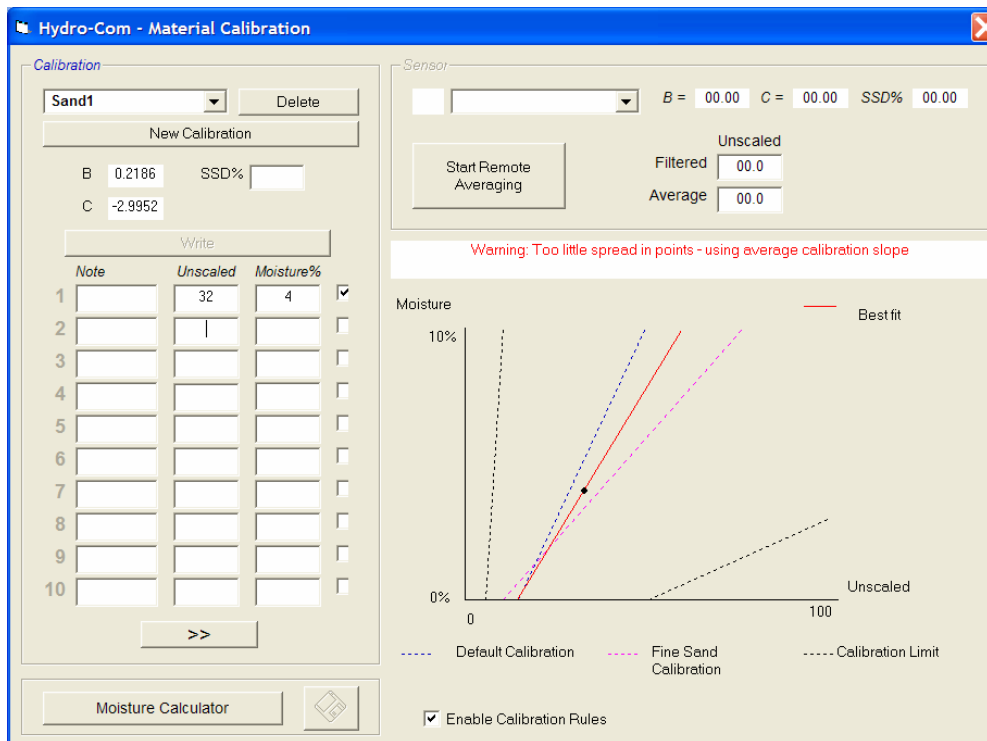 Hydro-Com - Material Calibration
Calibration
Sand1
Delete
New Calibration
B 0.2186 SSD%
C -2.9952
Write
Note Unscaled Moisture%
1 32 4
2
3
4
5
6
7
8
9
10
>>
Moisture Calculator
Sensor
B = 00.00 C = 00.00 SSD% 00.00
Start Remote
Averaging
Unscaled
Filtered 00.0
Average 00.0
Warning: Too little spread in points - using average calibration slope
Moisture
Best fit
10%
0%
0
100
Unscaled
Default Calibration
Fine Sand
Calibration
Calibration Limit
Enable Calibration Rules